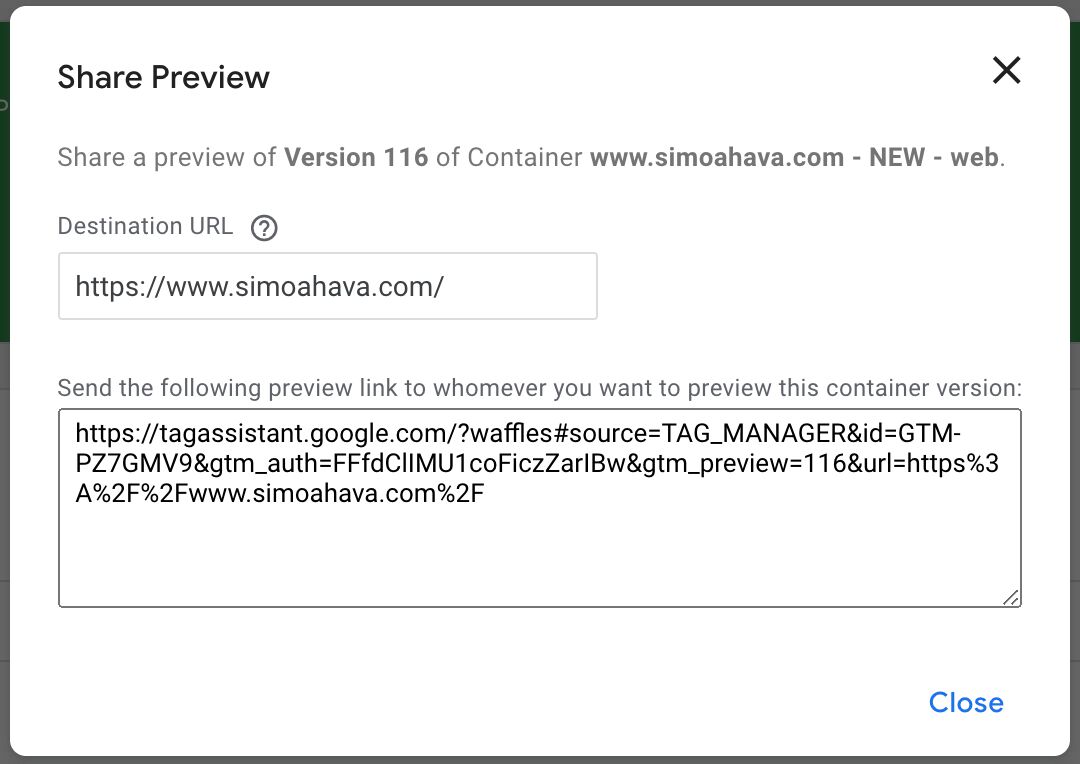 Share Preview
Share a preview of Version 116 of Container www.simoahava.com - NEW - web.
Destination URL
https://www.simoahava.com/
Send the following preview link to whomever you want to preview this container version:
https://tagassistant.google.com/?waffles#source=TAG_MANAGER&id=GTM-
PZ7GMV9&gtm_auth=FFfdClIMU1coFiczZarIBw&gtm_preview=116&url=https%3
A%2F%2Fwww.simoahava.com%2F
Close